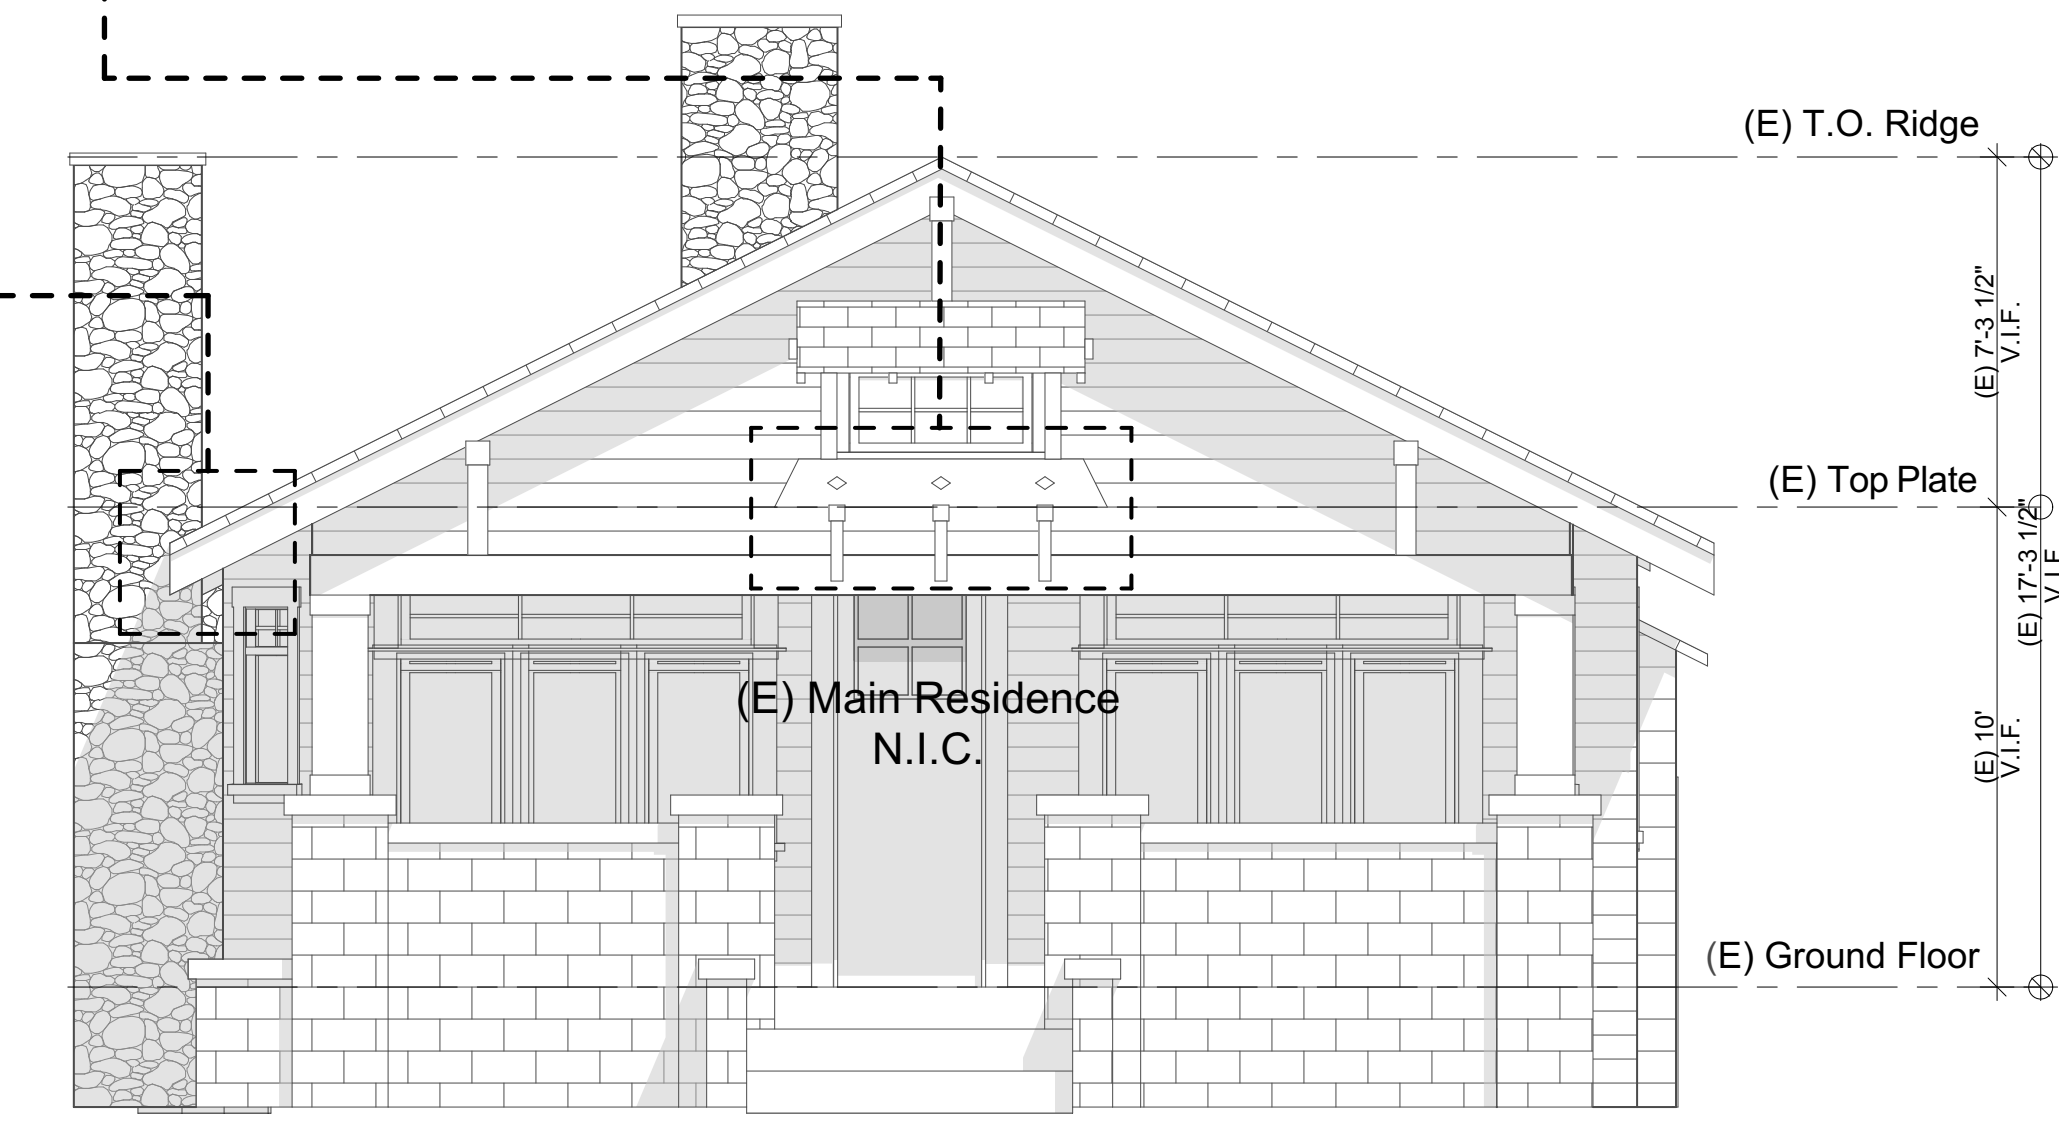 (E) T.O. Ridge
(E) 7'-3 1/2"
V.I.F.
(E) Top Plate
(E) 17'-3 1/2"
V.I.F.
(E) Main Residence
N.I.C.
(E) 10'
V.I.F.
(E) Ground Floor